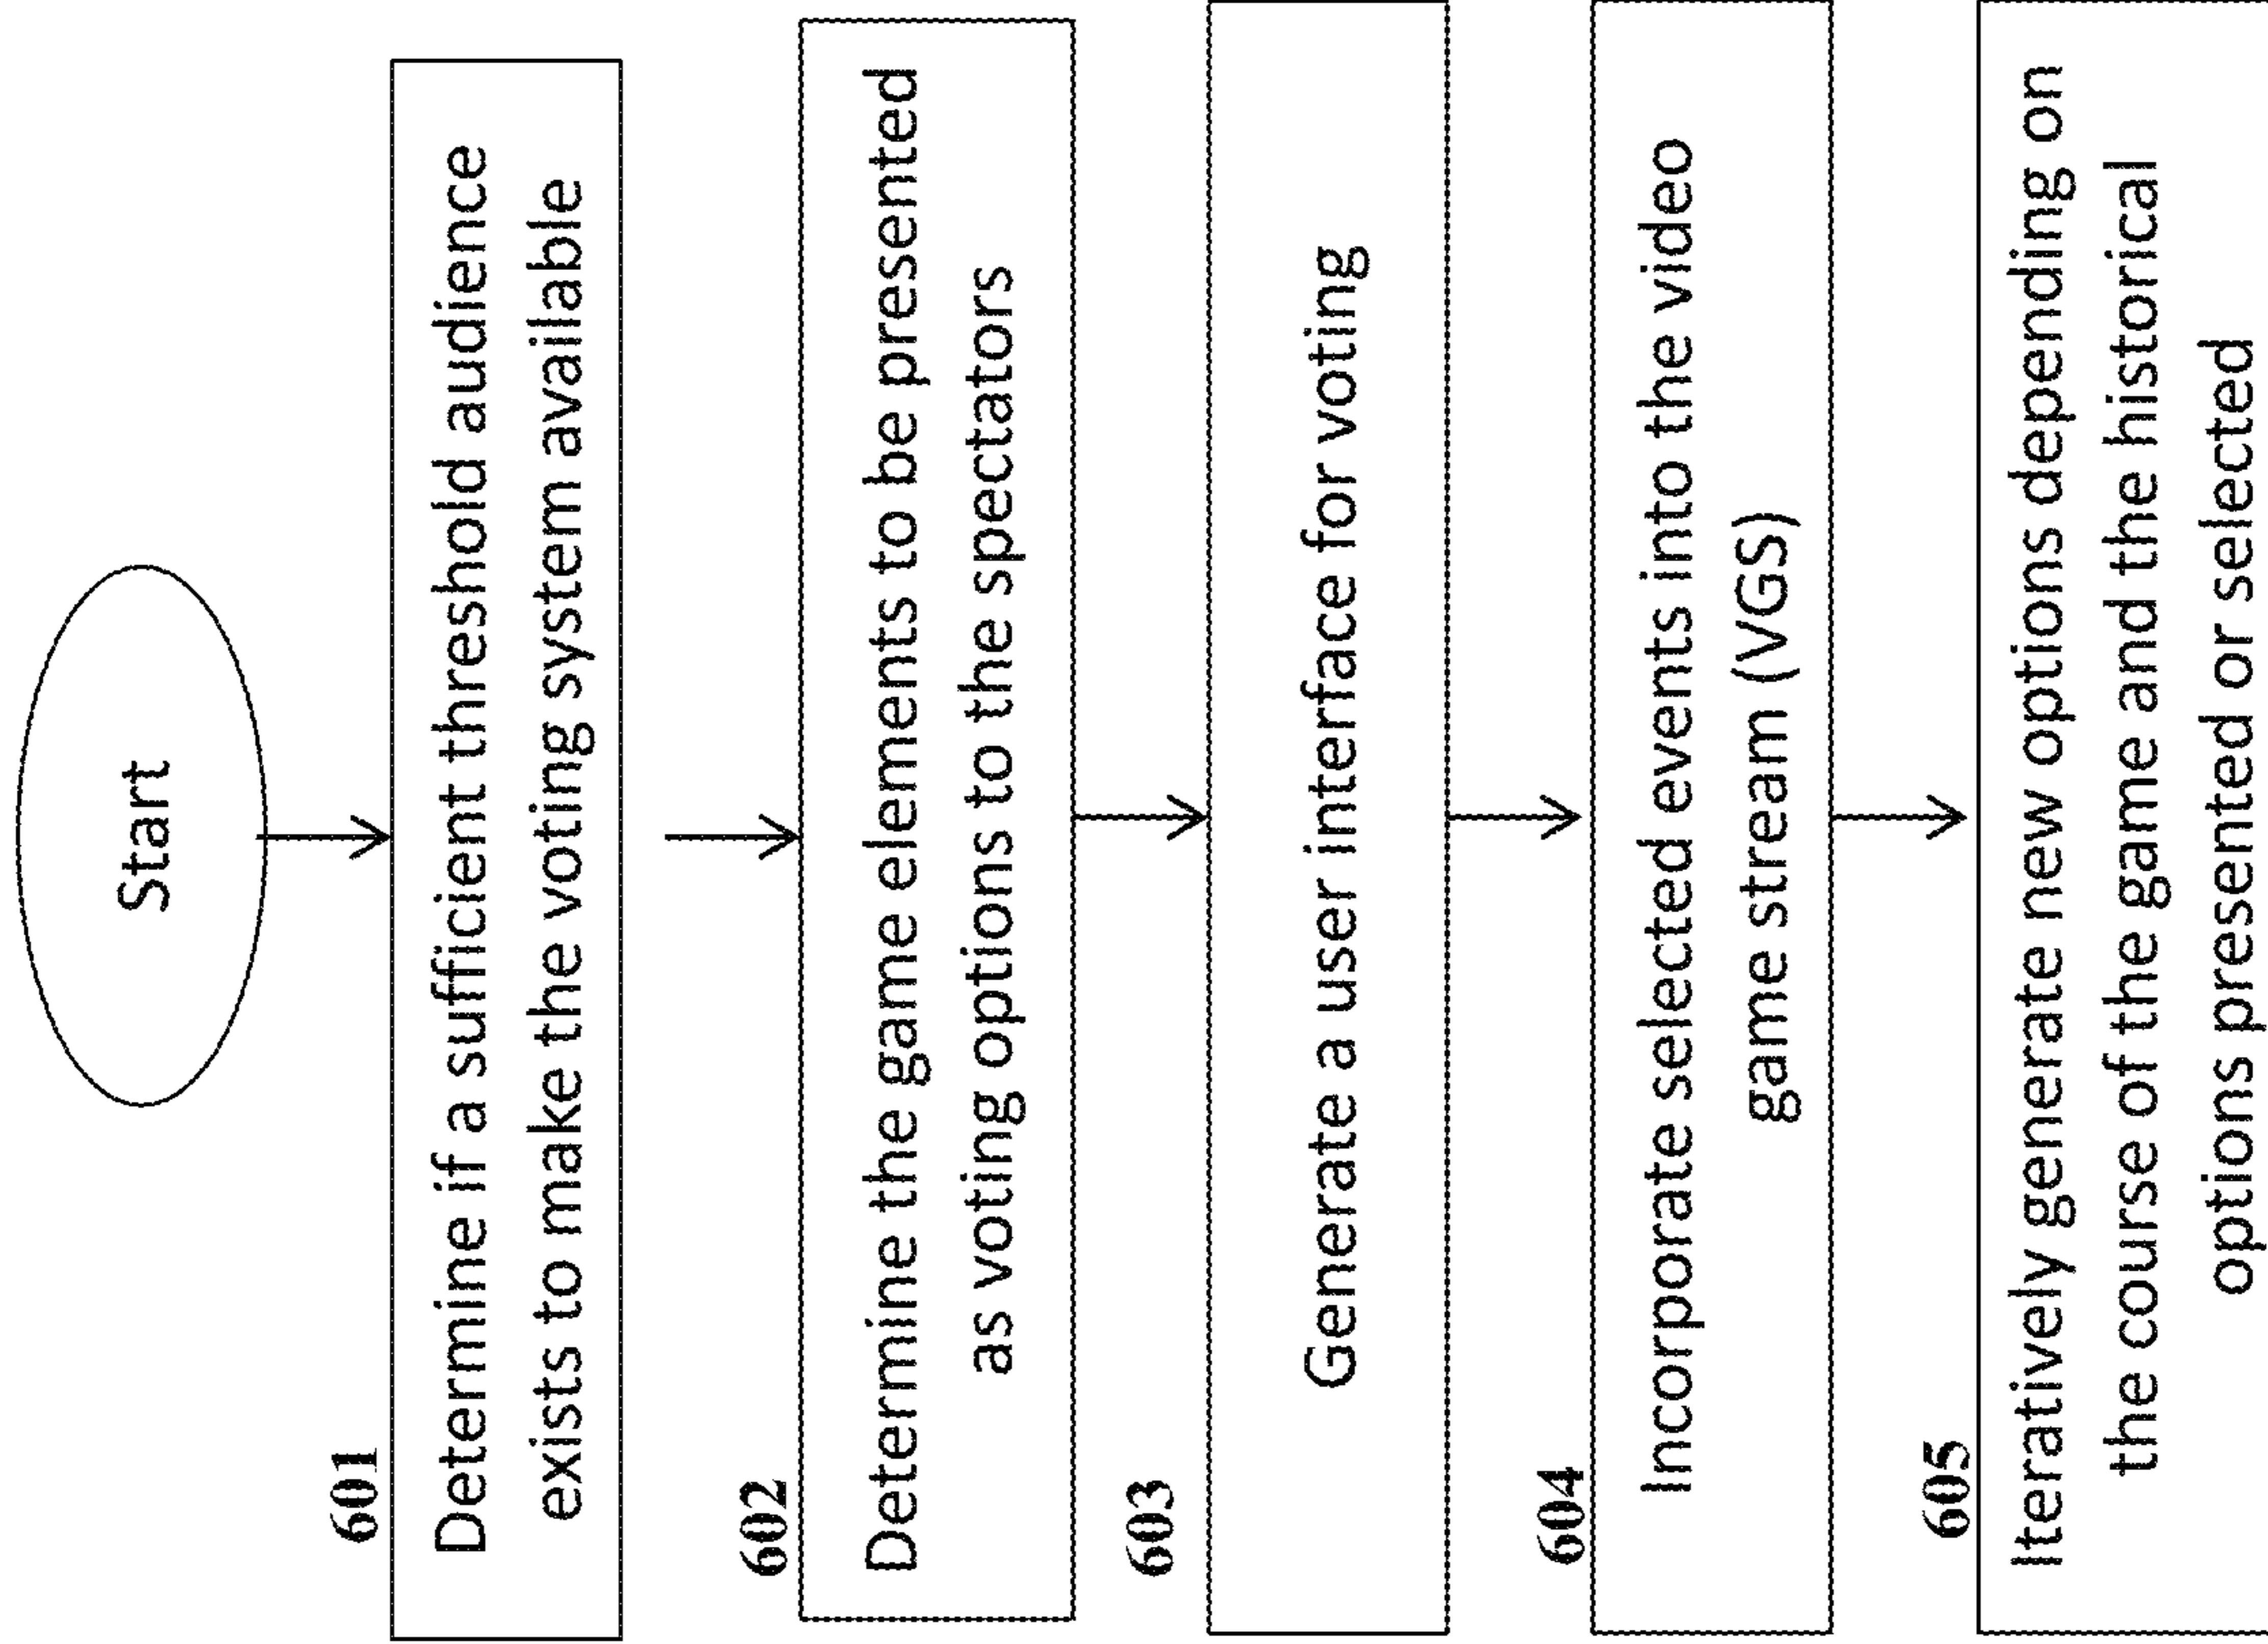 Start
601
Determine if a sufficient threshold audience
exists to make the voting system available
602
Determine the game elements to be presented
as voting options to the spectators
603
Generate a user interface for voting
604
Incorporate selected events into the video
game stream (VGS)
605
Iteratively generate new options depending on
the course of the game and the historical
options presented or selected